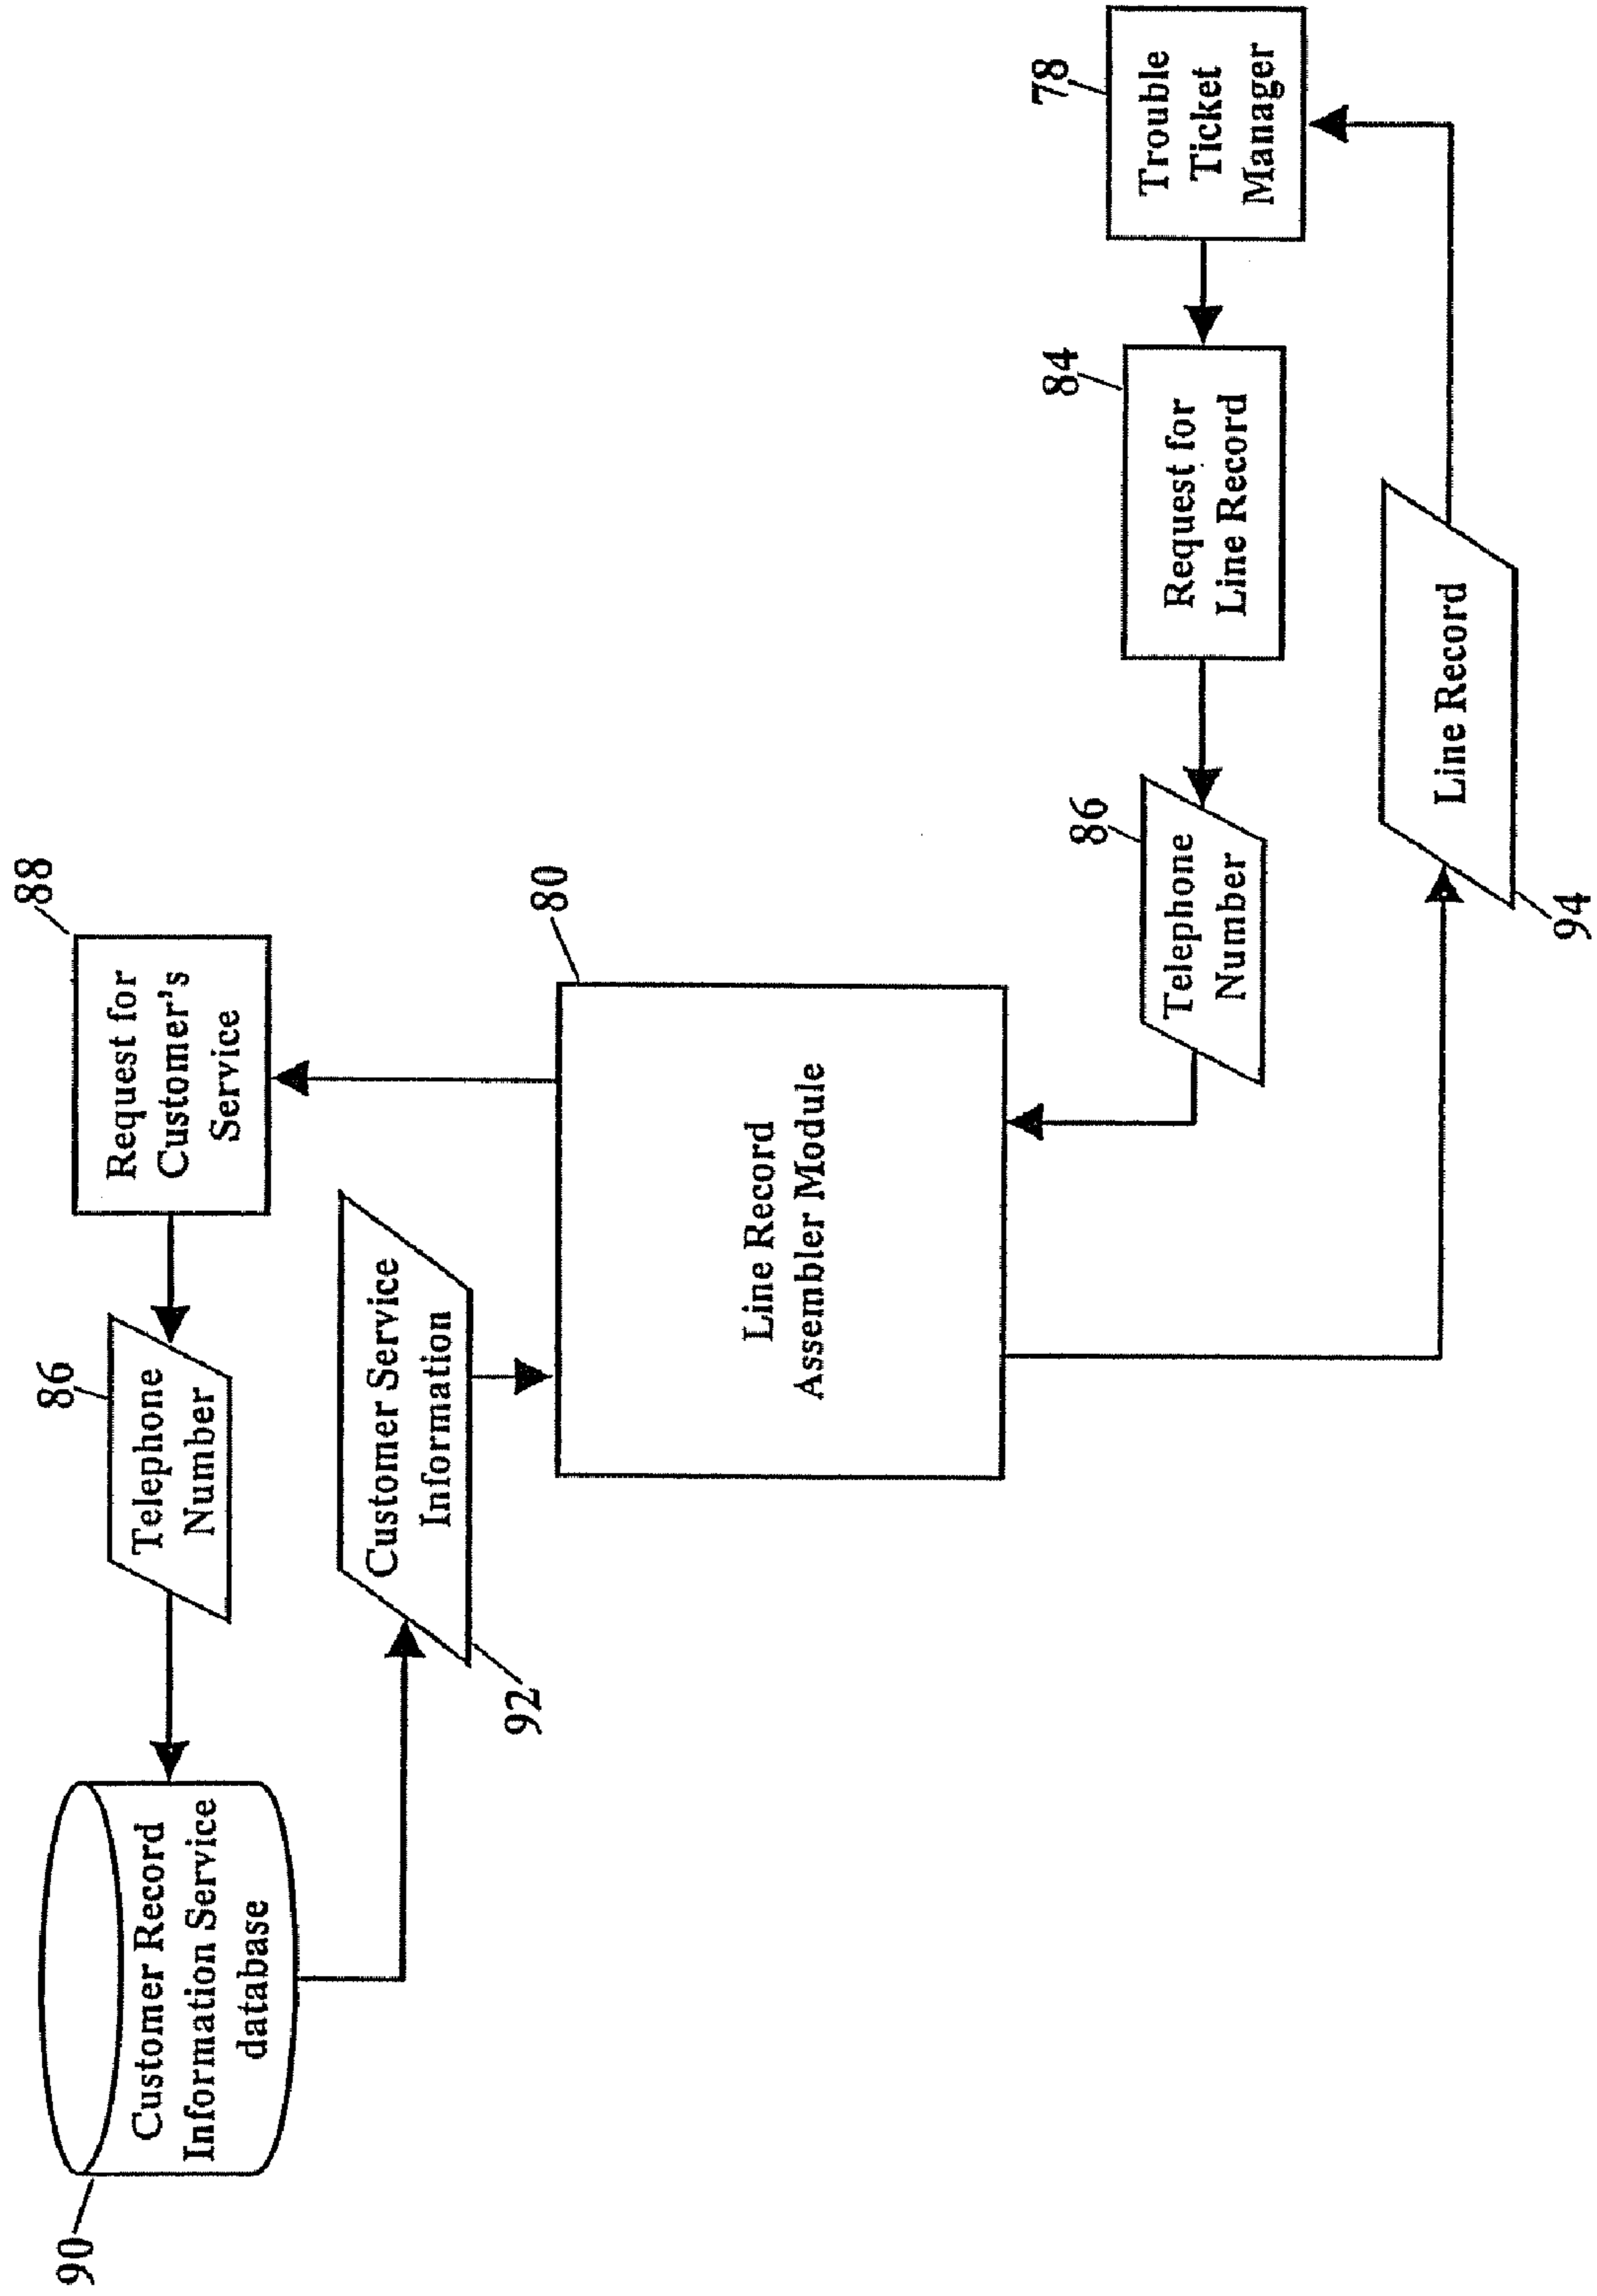 90
Customer Record
Information Service
database
86
Telephone
Number
88
Request for
Customer's
Service
92
Customer Service
Information
80
Line Record
Assembler Module
86
Telephone
Number
84
Request for
Line Record
78
Trouble
Ticket
Manager
94
Line Record